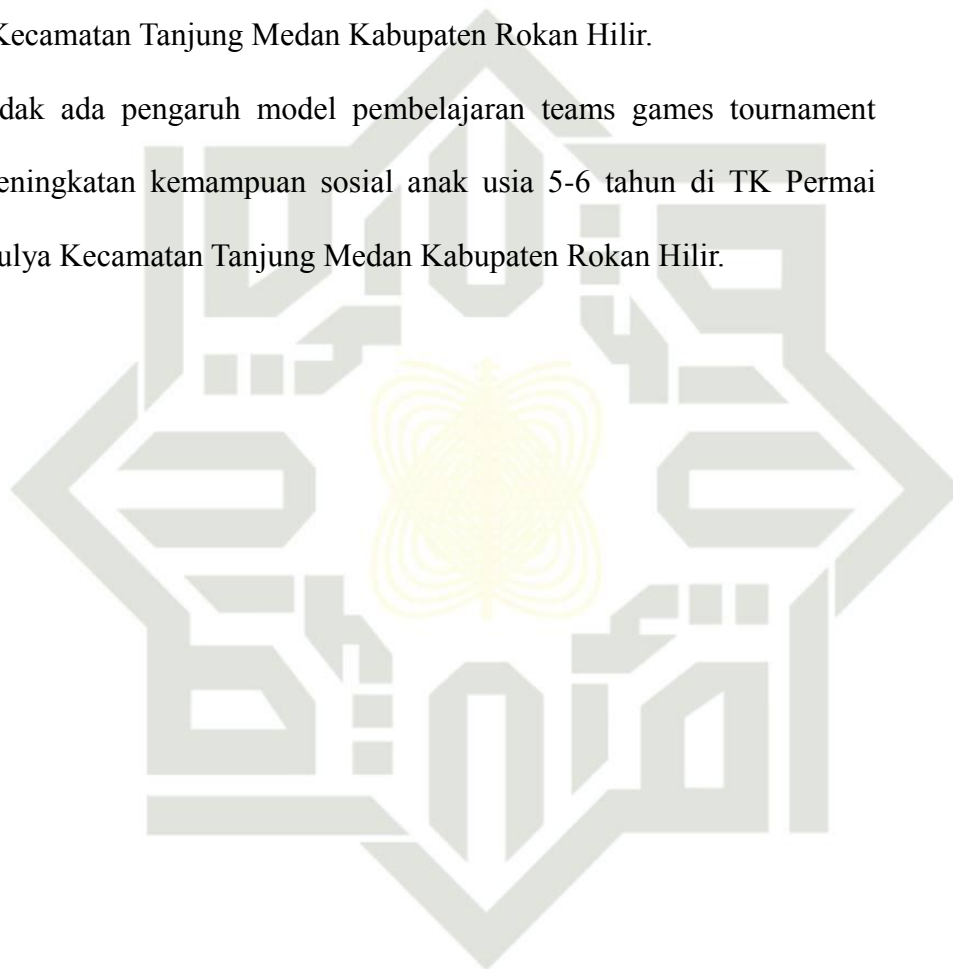 Kecamatan Tanjung Medan Kabupaten Rokan Hilir.
dak ada pengaruh model pembelajaran teams games tournament
eningkatan kemampuan sosial anak usia 5-6 tahun di TK Permai
ulya Kecamatan Tanjung Medan Kabupaten Rokan Hilir.